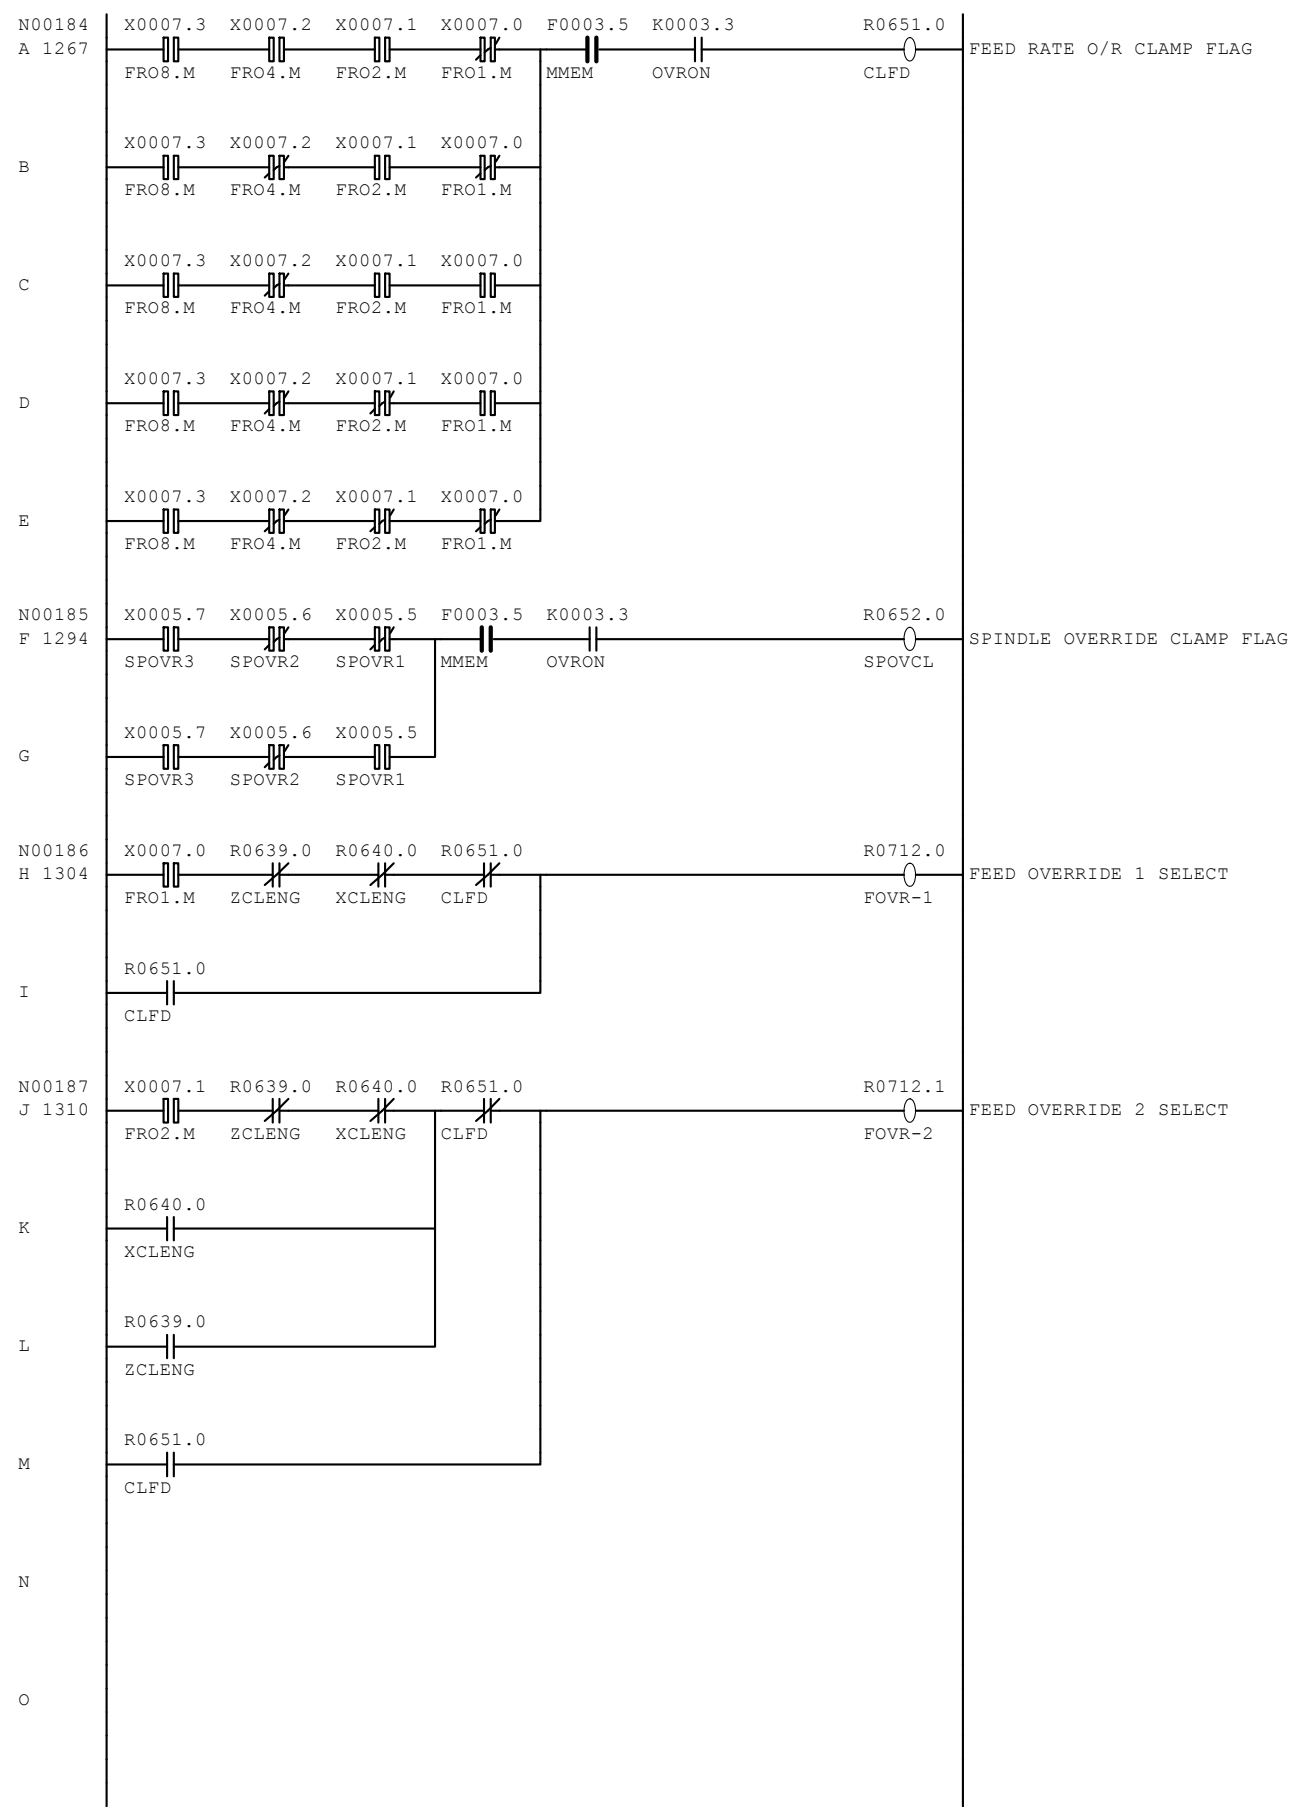 N00184 X0007.3 X0007.2 X0007.1 X0007.0 F0003.5 K0003.3 R0651.0
A 1267 FEED RATE O/R CLAMP FLAG
FRO8.M FRO4.M FRO2.M FRO1.M MMEM OVRON CLFD
X0007.3 X0007.2 X0007.1 X0007.0
B
FRO8.M FRO4.M FRO2.M FRO1.M
X0007.3 X0007.2 X0007.1 X0007.0
C
FRO8.M FRO4.M FRO2.M FRO1.M
X0007.3 X0007.2 X0007.1 X0007.0
D
FRO8.M FRO4.M FRO2.M FRO1.M
X0007.3 X0007.2 X0007.1 X0007.0
E
FRO8.M FRO4.M FRO2.M FRO1.M
N00185 X0005.7 X0005.6 X0005.5 F0003.5 K0003.3 R0652.0
F 1294 SPINDLE OVERRIDE CLAMP FLAG
SPOVR3 SPOVR2 SPOVR1 MMEM OVRON SPOVCL
X0005.7 X0005.6 X0005.5
G
SPOVR3 SPOVR2 SPOVR1
N00186 X0007.0 R0639.0 R0640.0 R0651.0 R0712.0
H 1304 FEED OVERRIDE 1 SELECT
FRO1.M ZCLENG XCLENG CLFD FOVR-1
R0651.0
I
CLFD
N00187 X0007.1 R0639.0 R0640.0 R0651.0 R0712.1
J 1310 FEED OVERRIDE 2 SELECT
FRO2.M ZCLENG XCLENG CLFD FOVR-2
R0640.0
K
XCLENG
R0639.0
L
ZCLENG
R0651.0
M
CLFD
N
O